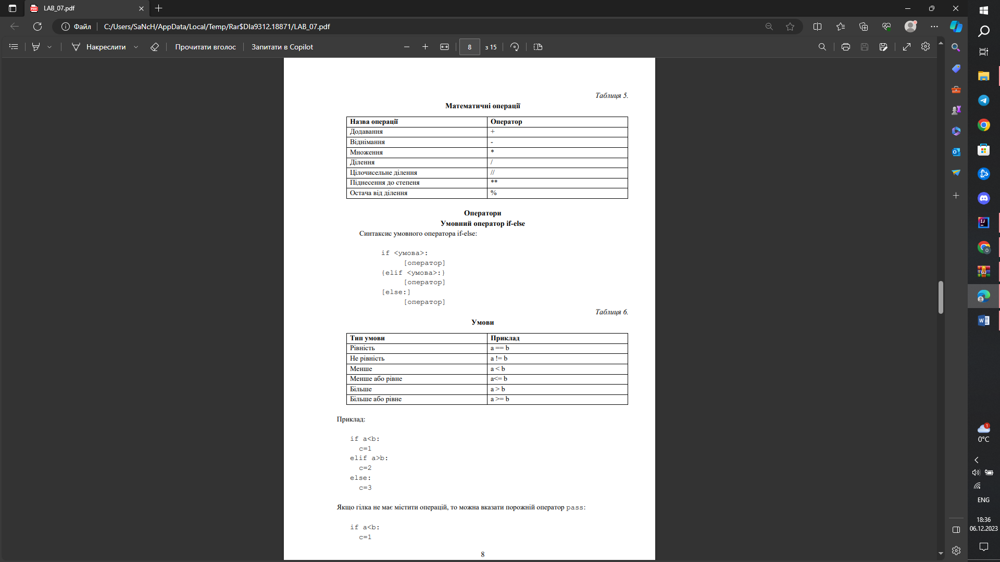 LAB_07.pdf
Файл
C:/Users/SaNcH/AppData/Local/Temp/Rar$DIa9312.18871/LAB_07.pdf
Накреслити
Прочитати вголос
Запитати в Copilot
8
з 15
Таблиця 5.
Математичні операції
Назва операції Оператор
Додавання +
Віднімання -
Множення *
Ділення /
Цілочисельне ділення //
Піднесення до степеня **
Остача від ділення %
Оператори
Умовний оператор if-else
Синтаксис умовного оператора if-else:
if <умова>:
[оператор]
{elif <умова>:}
[оператор]
[else:]
[оператор]
Таблиця 6.
Умови
Тип умови Приклад
Рівність a == b
Не рівність a != b
Менше a < b
Менше або рівне a<= b
Більше a > b
Більше або рівне a >= b
Приклад:
if a<b:
c=1
elif a>b:
c=2
else:
c=3
Якщо гілка не має містити операцій, то можна вказати порожній оператор pass:
if a<b:
c=1
8
1
0°C
ENG
18:36
06.12.2023